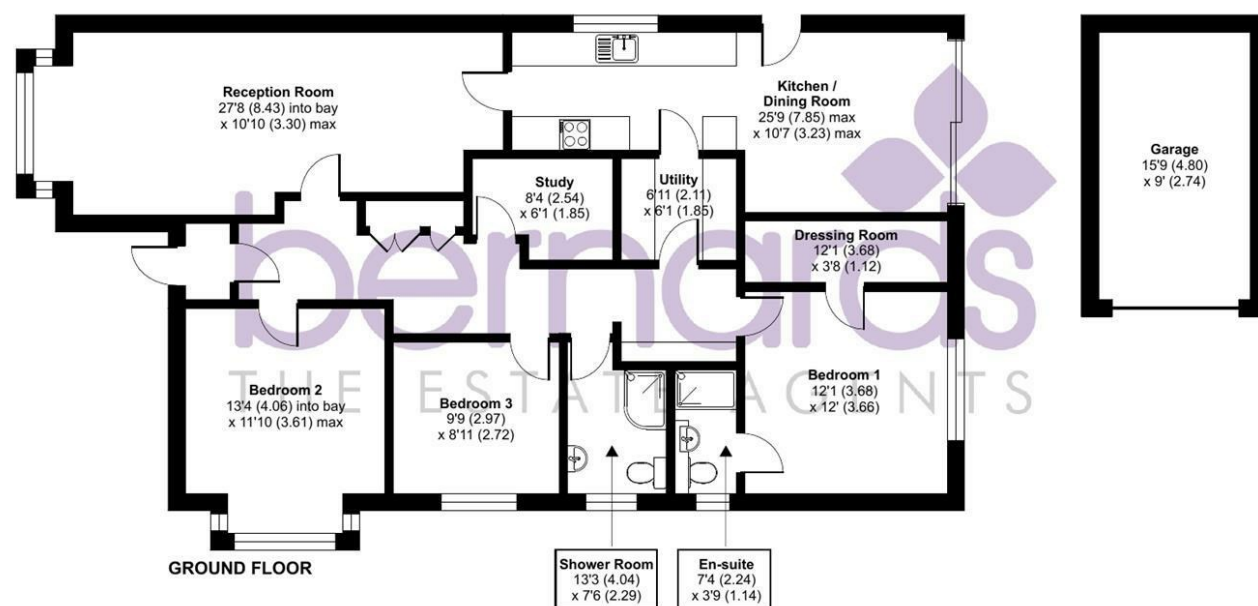 Reception Room
27'8 (8.43) into bay
x 10'10 (3.30) max
Kitchen /
Dining Room
25'9 (7.85) max
x 10'7 (3.23) max
Garage
15'9 (4.80)
x 9' (2.74)
Study
8'4 (2.54)
x 6'1 (1.85)
Utility
6'11 (2.11)
x 6'1 (1.85)
Dressing Room
12'1 (3.68)
x 3'8 (1.12)
bernards
THE ESTATE AGENTS
Bedroom 2
13'4 (4.06) into bay
x 11'10 (3.61) max
Bedroom 3
9'9 (2.97)
x 8'11 (2.72)
Bedroom 1
12'1 (3.68)
x 12' (3.66)
Shower Room
13'3 (4.04)
x 7'6 (2.29)
En-suite
7'4 (2.24)
x 3'9 (1.14)
GROUND FLOOR